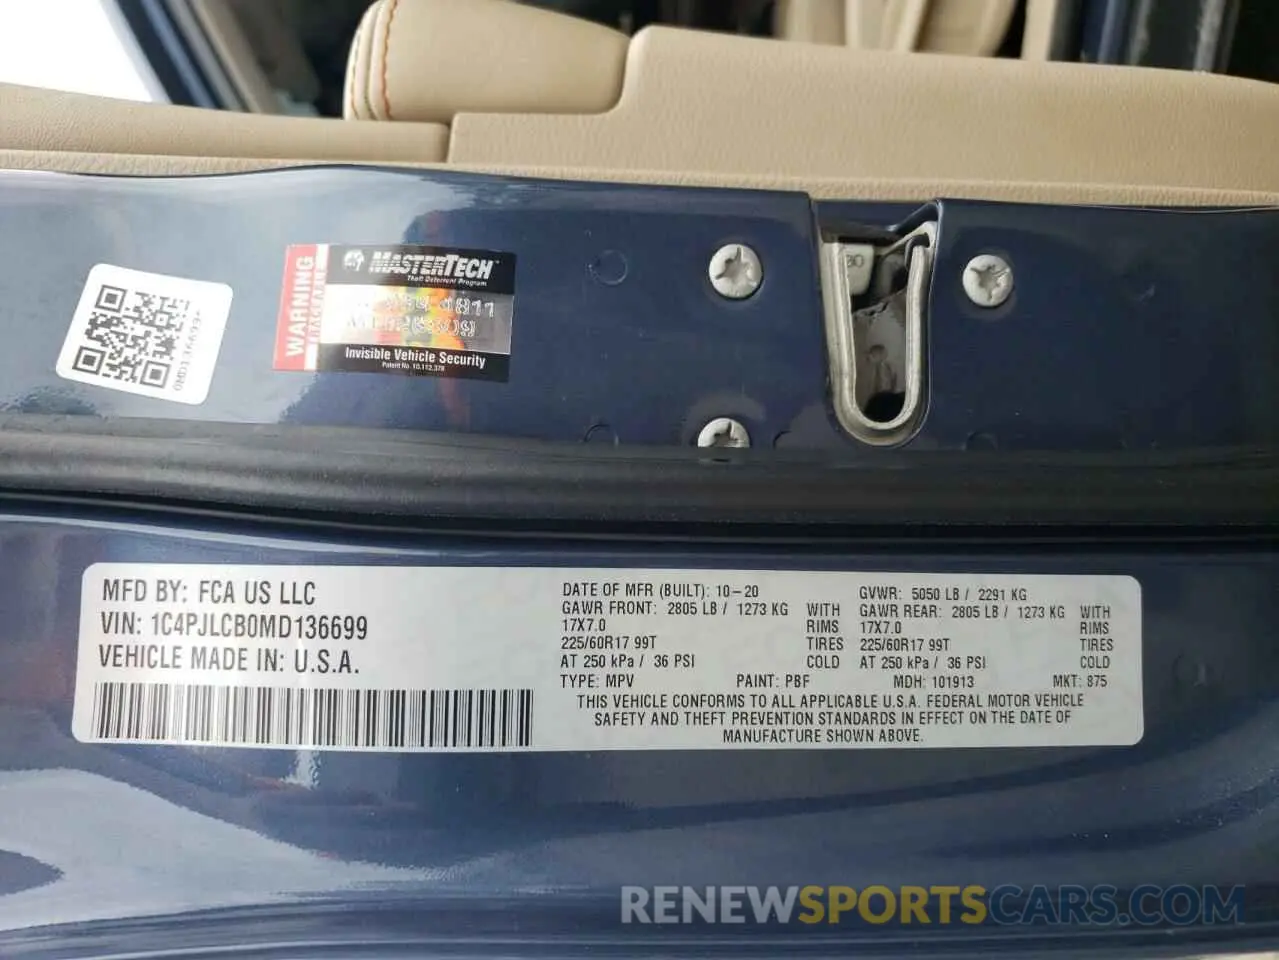 0MD136699*
WARNING
MASTERTECH™
Theft Deterrent Program
Invisible Vehicle Security
Patent No. 10,112,378
MFD BY: FCA US LLC
VIN: 1C4PJLCB0MD136699
VEHICLE MADE IN: U.S.A.
DATE OF MFR (BUILT): 10-20
GAWR FRONT: 2805 LB / 1273 KG WITH
17X7.0 RIMS
225/60R17 99T TIRES
AT 250 kPa / 36 PSI COLD
GVWR: 5050 LB / 2291 KG
GAWR REAR: 2805 LB / 1273 KG WITH
17X7.0 RIMS
225/60R17 99T TIRES
AT 250 kPa / 36 PSI COLD
TYPE: MPV PAINT: PBF MDH: 101913 MKT: 875
THIS VEHICLE CONFORMS TO ALL APPLICABLE U.S.A. FEDERAL MOTOR VEHICLE
SAFETY AND THEFT PREVENTION STANDARDS IN EFFECT ON THE DATE OF
MANUFACTURE SHOWN ABOVE.
RENEWSPORTSCARS.COM